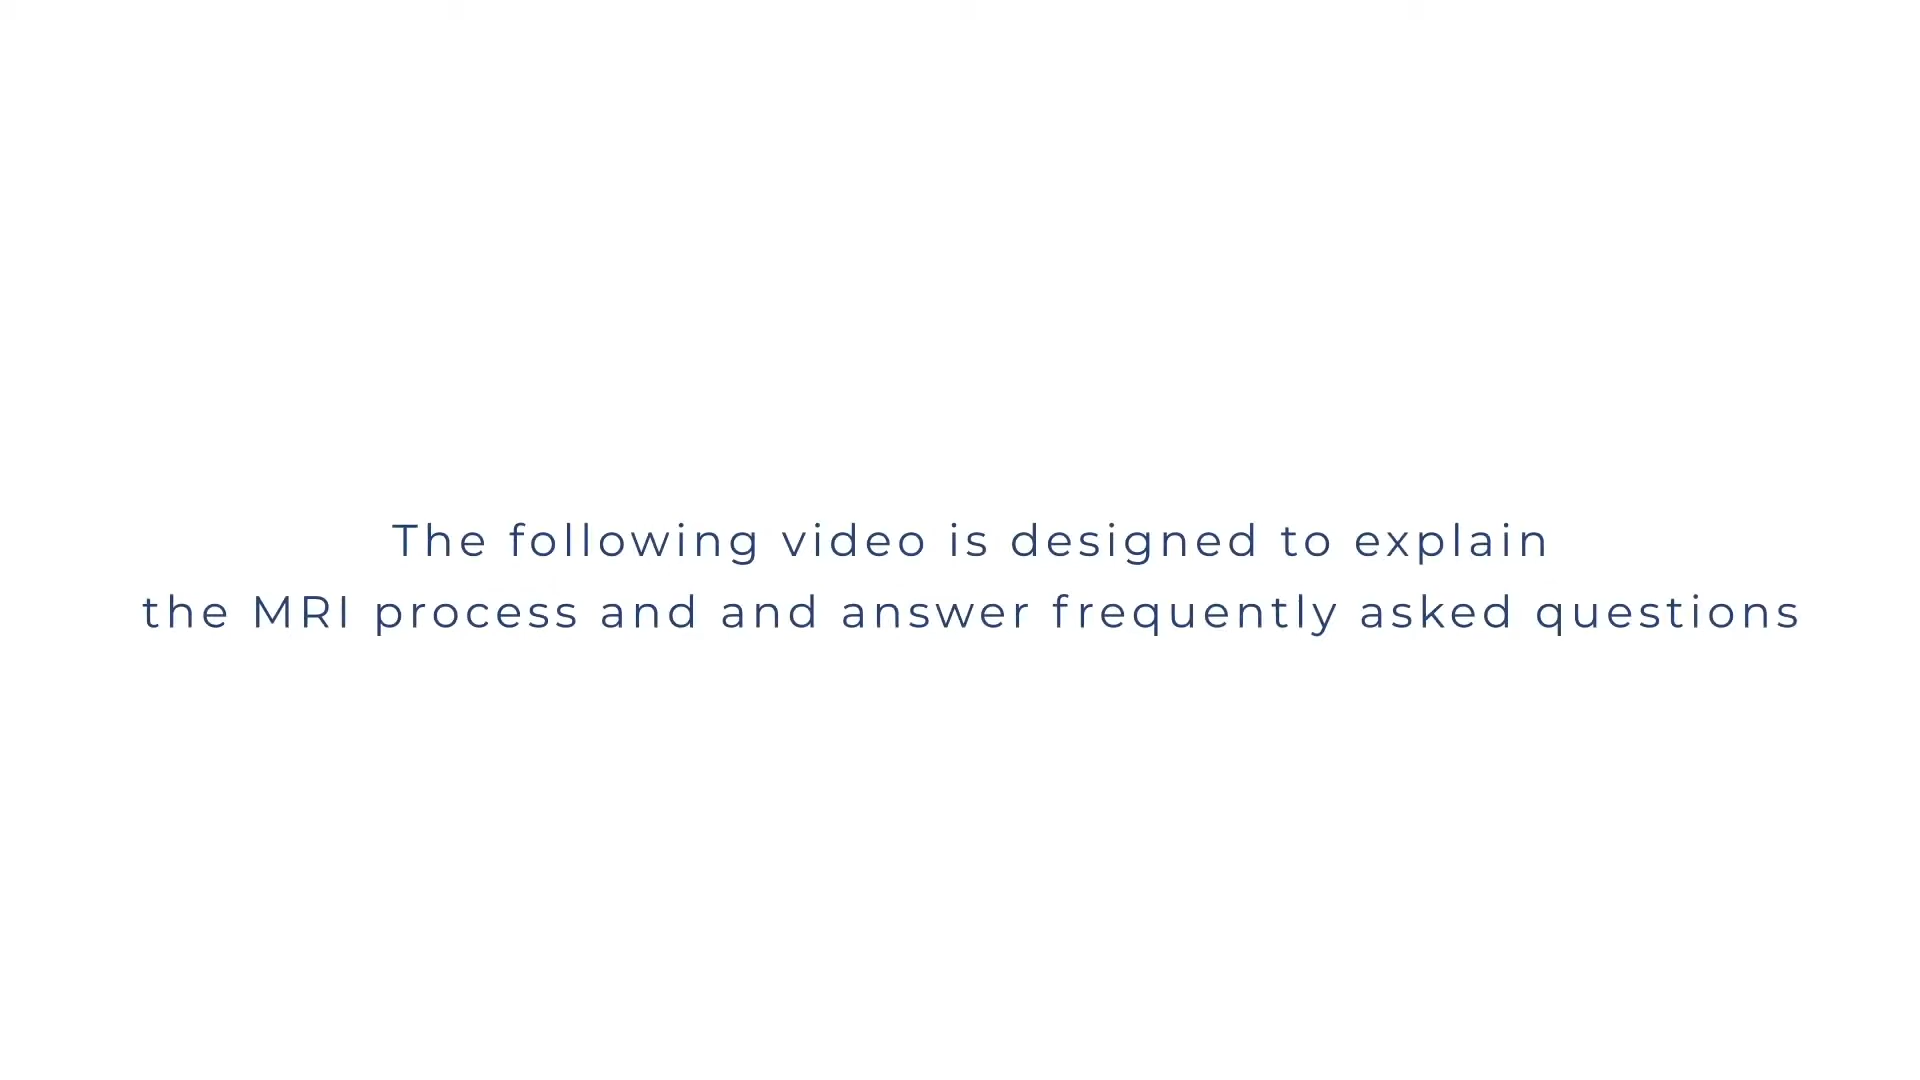 The following video is designed to explain
the MRI process and and answer frequently asked questions